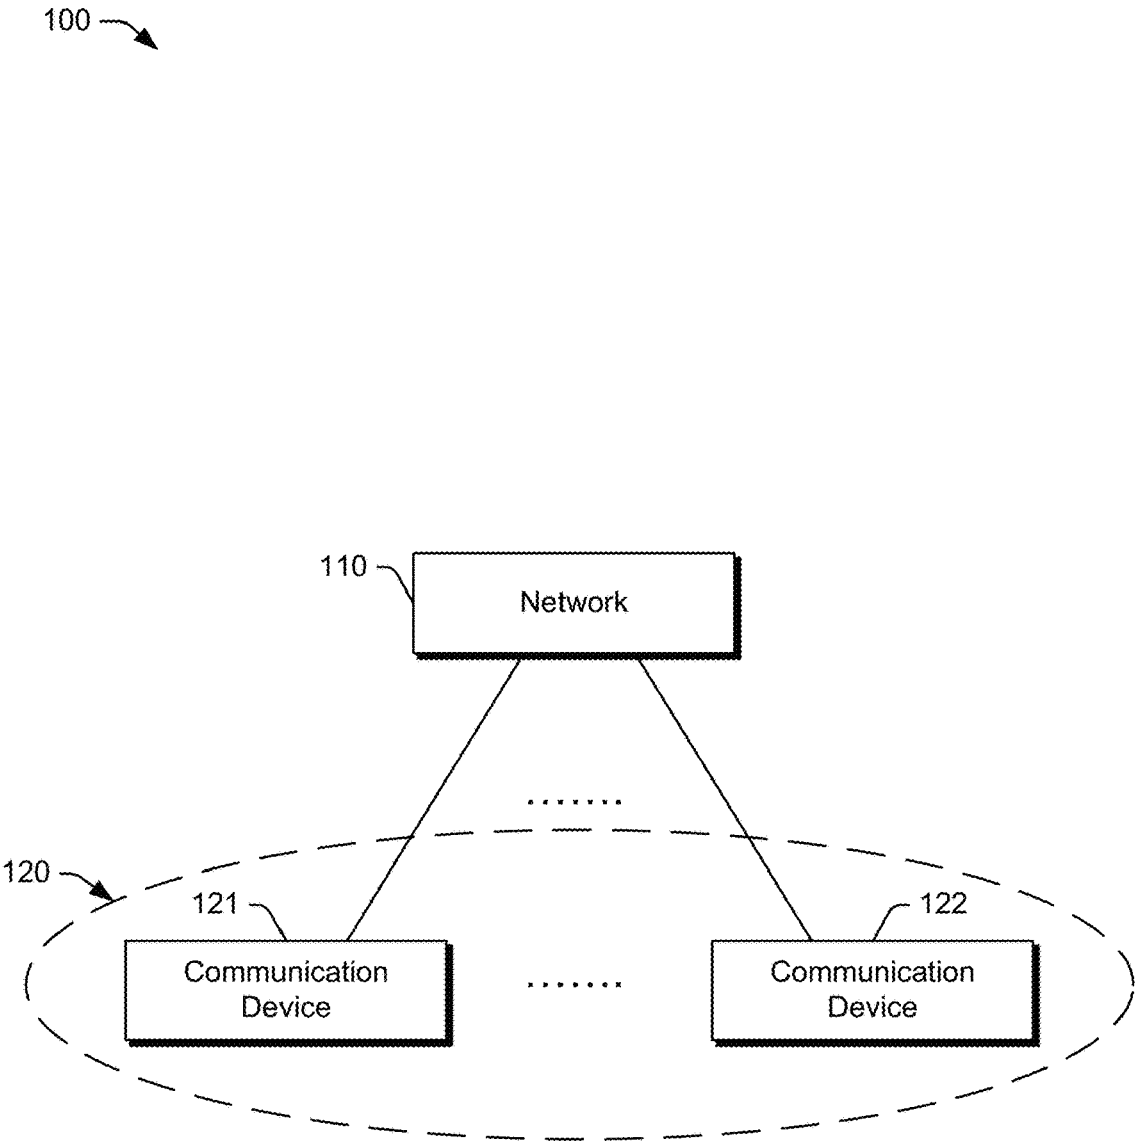 100
110
Network
.......
120
121
122
Communication
Device
.......
Communication
Device